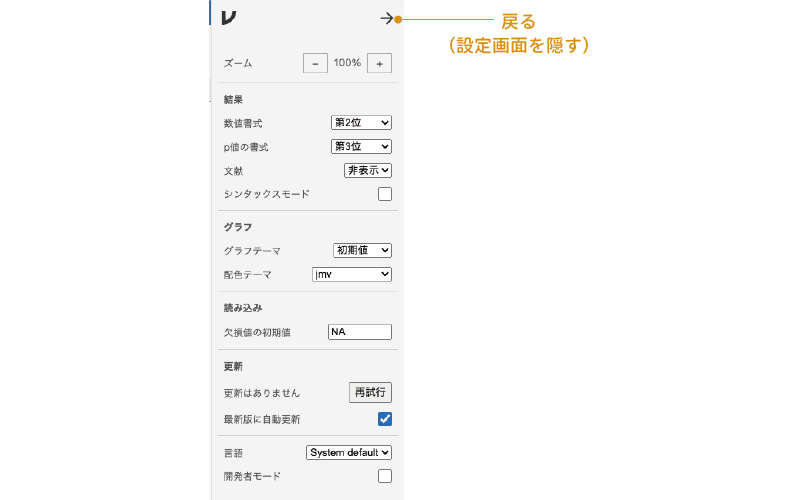 戻る
（設定画面を隠す）
ズーム − 100% +
結果
数値書式 第2位
p値の書式 第3位
文献 非表示
シンタックスモード
グラフ
グラフテーマ 初期値
配色テーマ jmv
読み込み
欠損値の初期値 NA
更新
更新はありません 再試行
最新版に自動更新
言語 System default
開発者モード